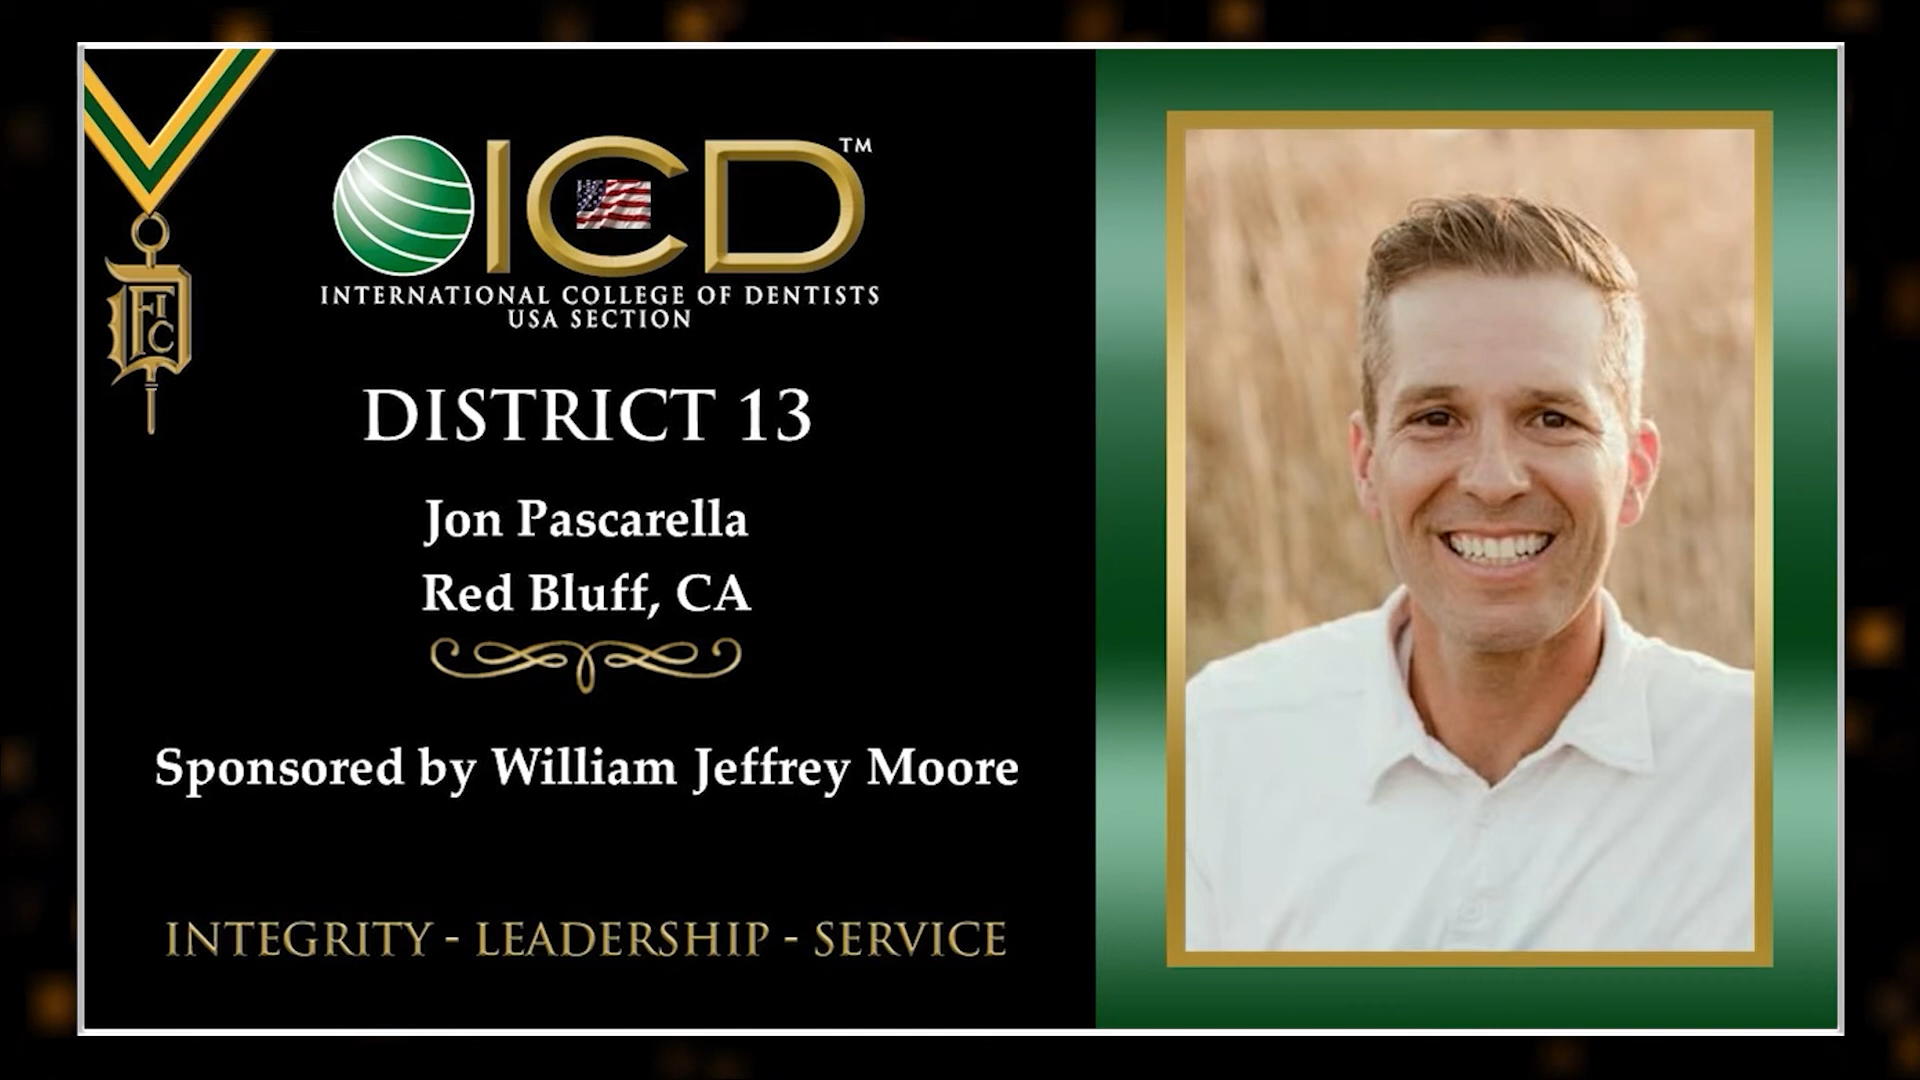 ICD™
INTERNATIONAL COLLEGE OF DENTISTS
USA SECTION
FICD
DISTRICT 13
Jon Pascarella
Red Bluff, CA
Sponsored by William Jeffrey Moore
INTEGRITY - LEADERSHIP - SERVICE